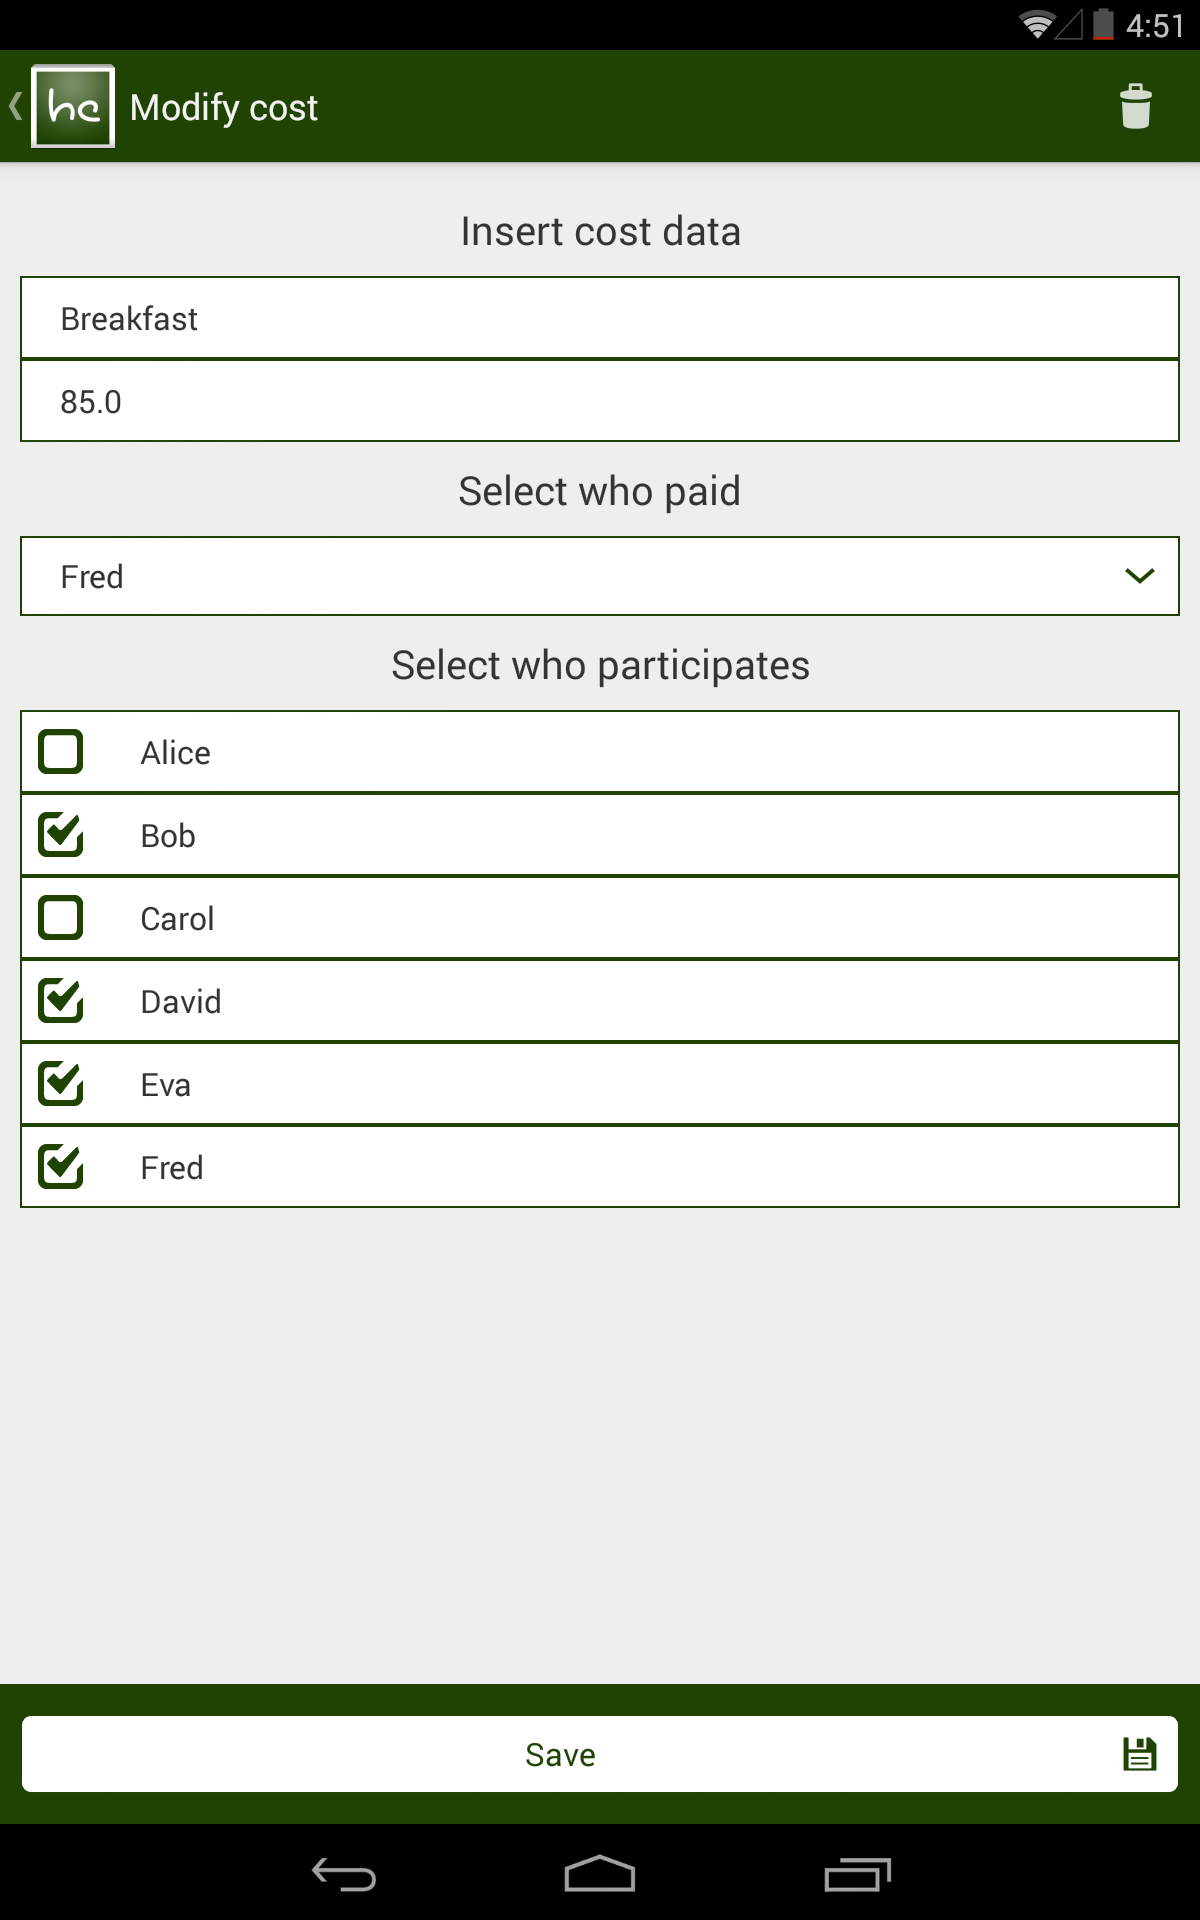 4:51
hc Modify cost
Insert cost data
Breakfast
85.0
Select who paid
Fred
Select who participates
Alice
Bob
Carol
David
Eva
Fred
Save